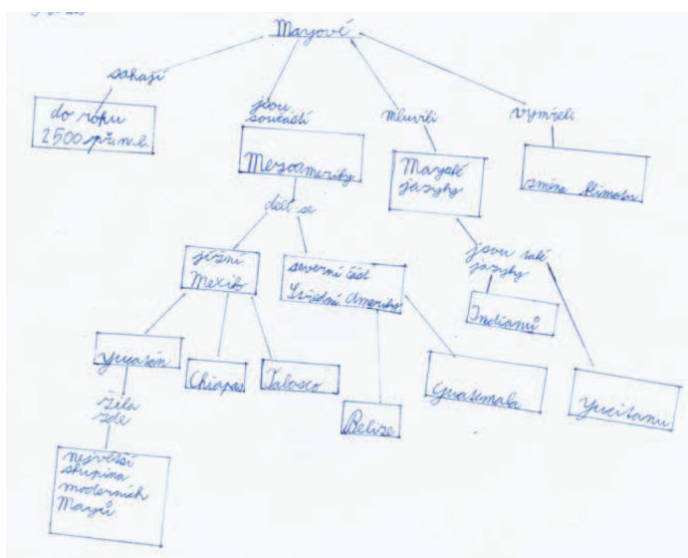 Mayové
sahají
do roku
2500 př.n.l.
jsou
součástí
Mezoameriky
mluvili
Mayské
jazyky
vymřeli
změna klimatu
dělí se
jižní
Mexiko
severní část
Střední Ameriky
jsou také
jazyky
Indiánů
Yucitanu
Yucatán
Chiapas
Tabasco
Belize
Guatemala
žila
zde
největší
skupina
moderních
Mayů